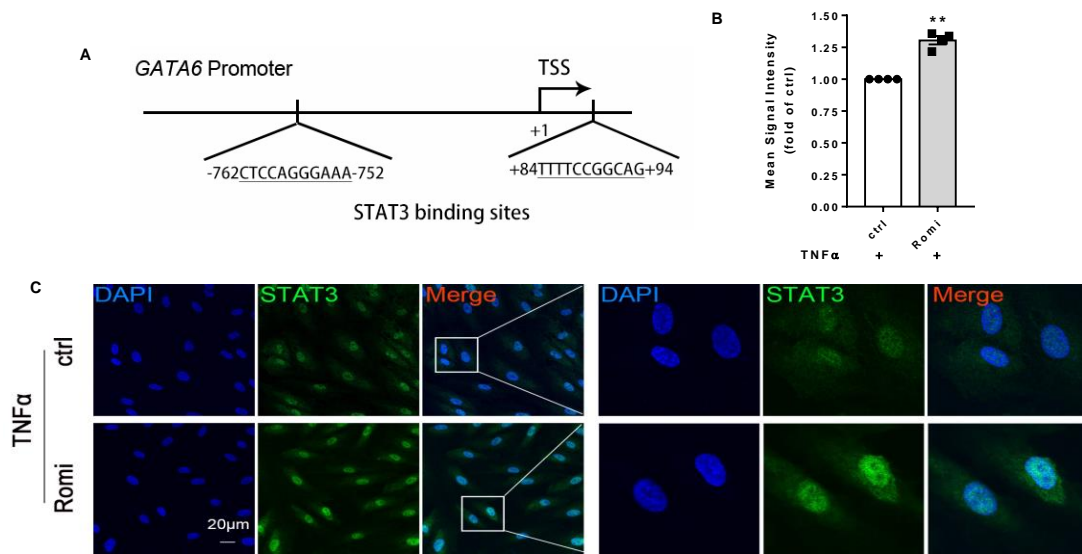 A
GATA6 Promoter
TSS
+1
-762CTCCAGGGAAA-752
+84TTTTCCGGCAG+94
STAT3 binding sites
B
Mean Signal Intensity
(fold of ctrl)
1.50
1.25
1.00
0.75
0.50
0.25
0.00
**
ctrl
Romi
TNFα + +
C
DAPI STAT3 Merge DAPI STAT3 Merge
TNFα
ctrl
Romi
20μm